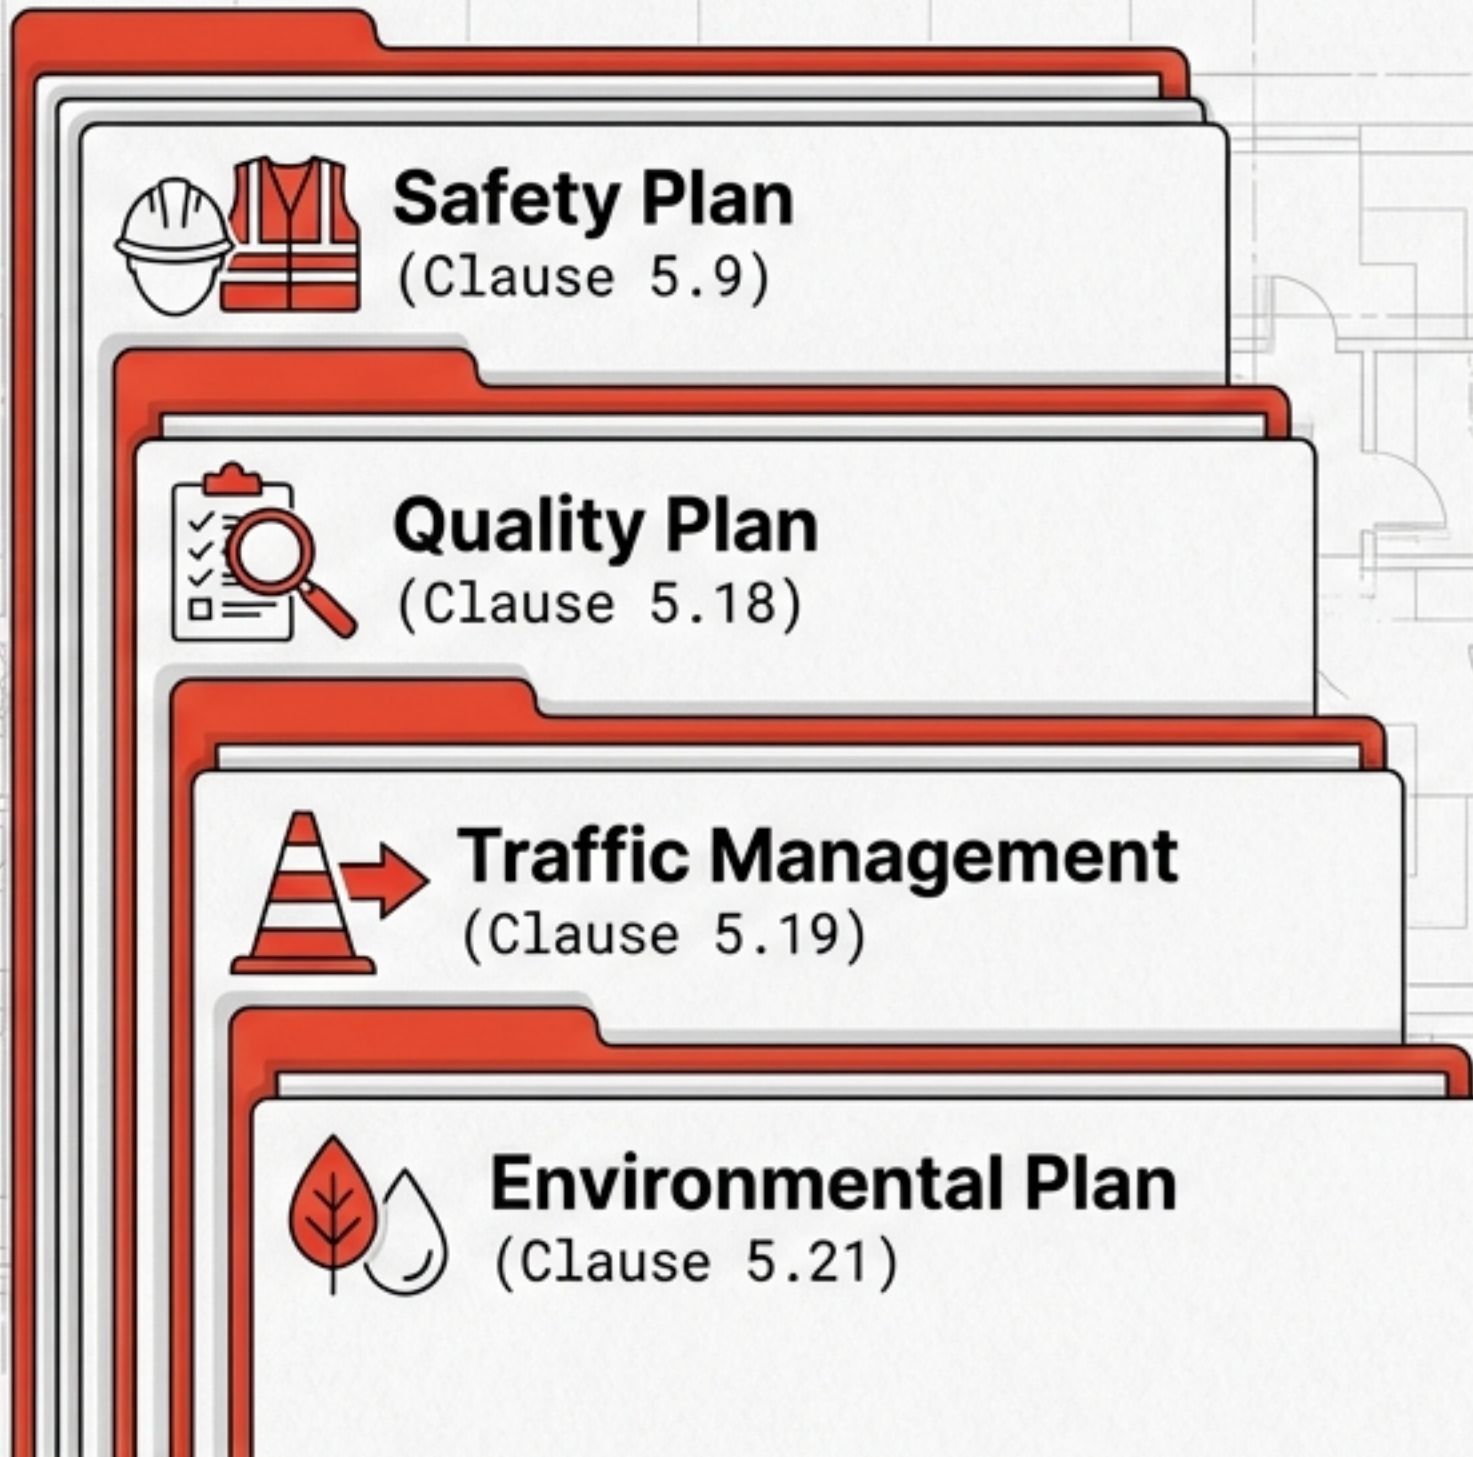 Safety Plan
(Clause 5.9)
Quality Plan
(Clause 5.18)
Traffic Management
(Clause 5.19)
Environmental Plan
(Clause 5.21)